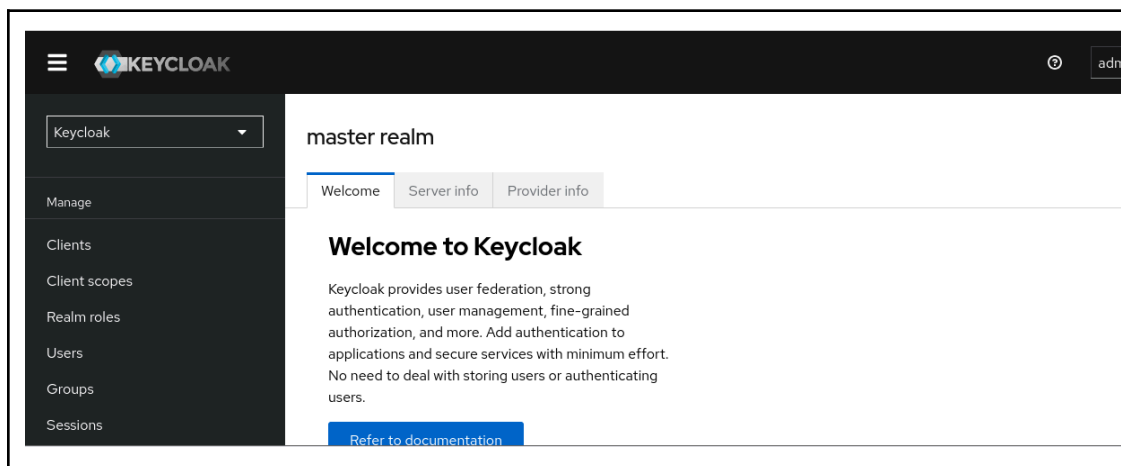 KEYCLOAK
Keycloak
Manage
Clients
Client scopes
Realm roles
Users
Groups
Sessions
master realm
Welcome
Server info
Provider info
Welcome to Keycloak
Keycloak provides user federation, strong
authentication, user management, fine-grained
authorization, and more. Add authentication to
applications and secure services with minimum effort.
No need to deal with storing users or authenticating
users.
Refer to documentation